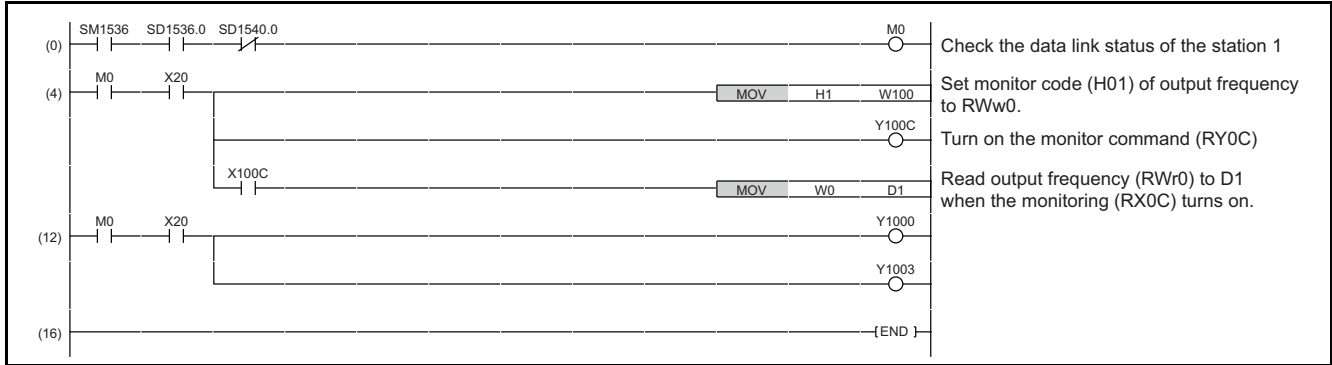 SM1536 SD1536.0 SD1540.0 M0
(0) Check the data link status of the station 1
M0 X20
(4) MOV H1 W100 Set monitor code (H01) of output frequency
to RWw0.
Y100C
Turn on the monitor command (RY0C)
X100C
MOV W0 D1 Read output frequency (RWr0) to D1
when the monitoring (RX0C) turns on.
M0 X20 Y1000
(12)
Y1003
(16) END